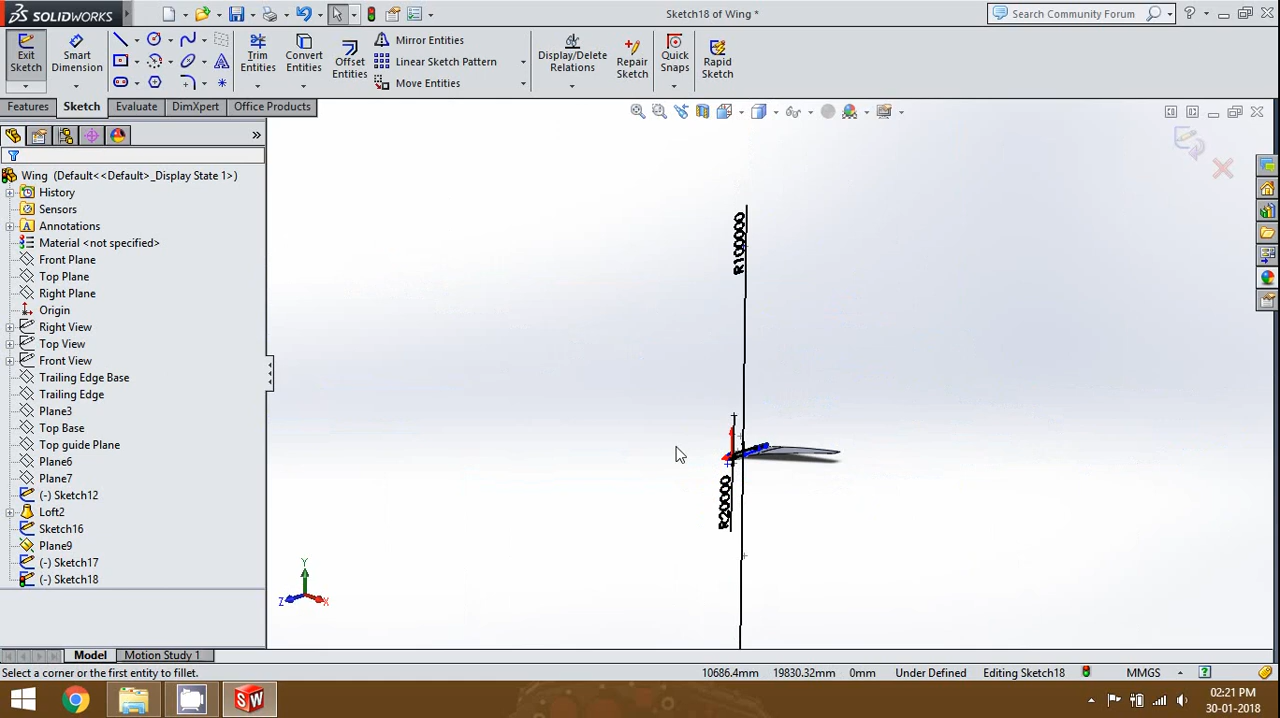 SOLIDWORKS
Sketch18 of Wing *
Search Community Forum
Exit Sketch
Smart Dimension
Trim Entities
Convert Entities
Offset Entities
Mirror Entities
Linear Sketch Pattern
Move Entities
Display/Delete Relations
Repair Sketch
Quick Snaps
Rapid Sketch
Features
Sketch
Evaluate
DimXpert
Office Products
Wing (Default<<Default>_Display State 1>)
History
Sensors
Annotations
Material <not specified>
Front Plane
Top Plane
Right Plane
Origin
Right View
Top View
Front View
Trailing Edge Base
Trailing Edge
Plane3
Top Base
Top guide Plane
Plane6
Plane7
(-) Sketch12
Loft2
Sketch16
Plane9
(-) Sketch17
(-) Sketch18
R100000
R20000
Y
Z
X
Model
Motion Study 1
Select a corner or the first entity to fillet.
10686.4mm
19830.32mm
0mm
Under Defined
Editing Sketch18
MMGS
02:21 PM
30-01-2018